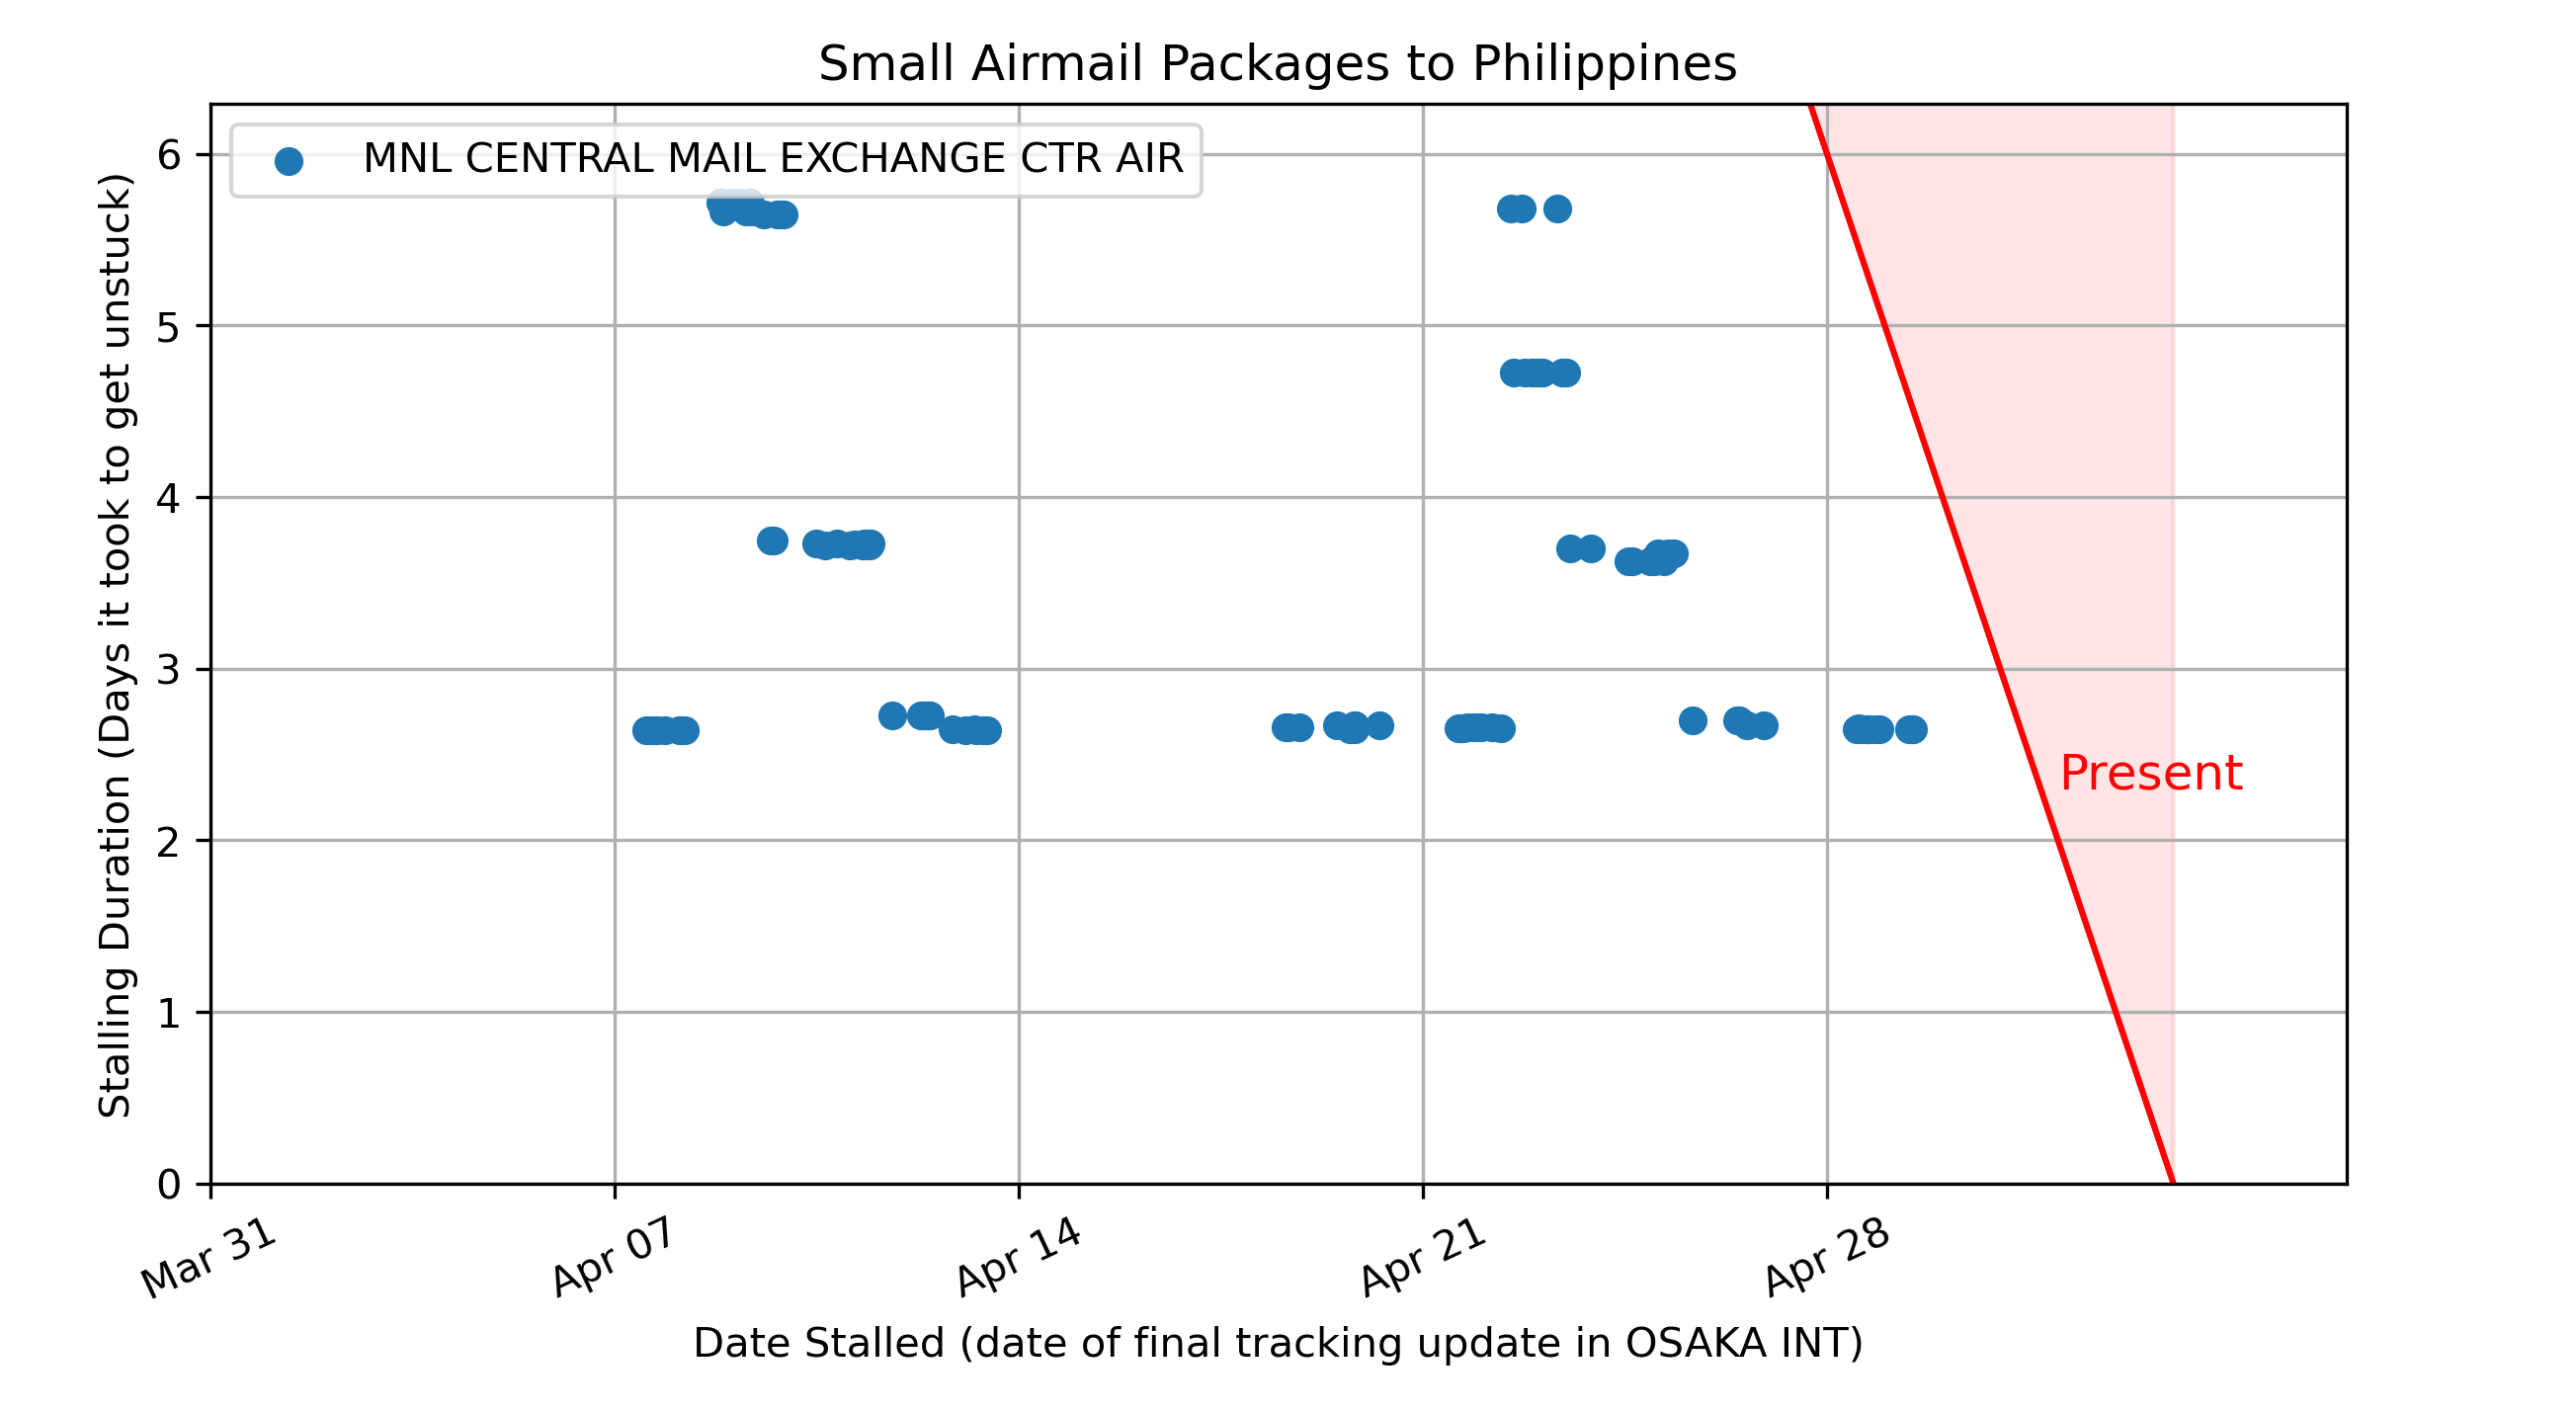 Small Airmail Packages to Philippines
MNL CENTRAL MAIL EXCHANGE CTR AIR
Stalling Duration (Days it took to get unstuck)
6
5
4
3
2
1
0
Present
Mar 31
Apr 07
Apr 14
Apr 21
Apr 28
Date Stalled (date of final tracking update in OSAKA INT)